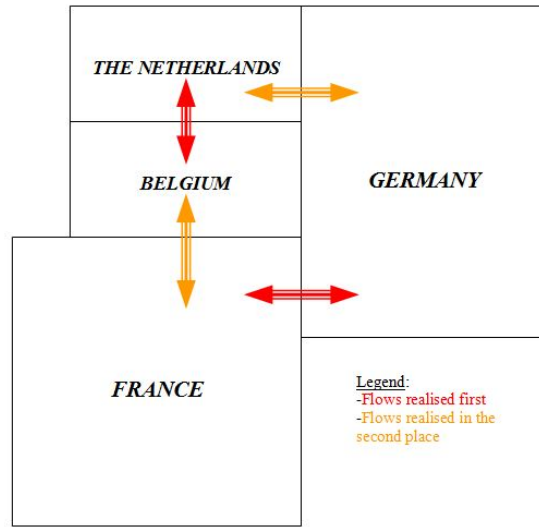 THE NETHERLANDS
BELGIUM
GERMANY
FRANCE
Legend:
-Flows realised first
-Flows realised in the
second place